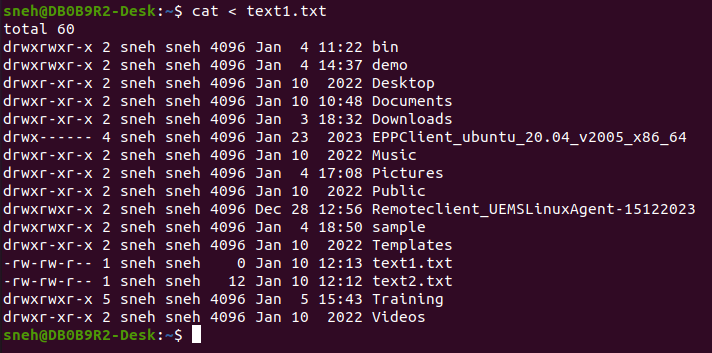 sneh@DB0B9R2-Desk:~$ cat < text1.txt
total 60
drwxrwxr-x 2 sneh sneh 4096 Jan  4 11:22 bin
drwxrwxr-x 2 sneh sneh 4096 Jan  4 14:37 demo
drwxr-xr-x 2 sneh sneh 4096 Jan 10  2022 Desktop
drwxr-xr-x 2 sneh sneh 4096 Jan 10 10:48 Documents
drwxr-xr-x 2 sneh sneh 4096 Jan  3 18:32 Downloads
drwx------ 4 sneh sneh 4096 Jan 23  2023 EPPClient_ubuntu_20.04_v2005_x86_64
drwxr-xr-x 2 sneh sneh 4096 Jan 10  2022 Music
drwxr-xr-x 2 sneh sneh 4096 Jan  4 17:08 Pictures
drwxr-xr-x 2 sneh sneh 4096 Jan 10  2022 Public
drwxrwxr-x 2 sneh sneh 4096 Dec 28 12:56 Remoteclient_UEMSLinuxAgent-15122023
drwxrwxr-x 2 sneh sneh 4096 Jan  4 18:50 sample
drwxr-xr-x 2 sneh sneh 4096 Jan 10  2022 Templates
-rw-rw-r-- 1 sneh sneh    0 Jan 10 12:13 text1.txt
-rw-rw-r-- 1 sneh sneh   12 Jan 10 12:12 text2.txt
drwxrwxr-x 5 sneh sneh 4096 Jan  5 15:43 Training
drwxr-xr-x 2 sneh sneh 4096 Jan 10  2022 Videos
sneh@DB0B9R2-Desk:~$